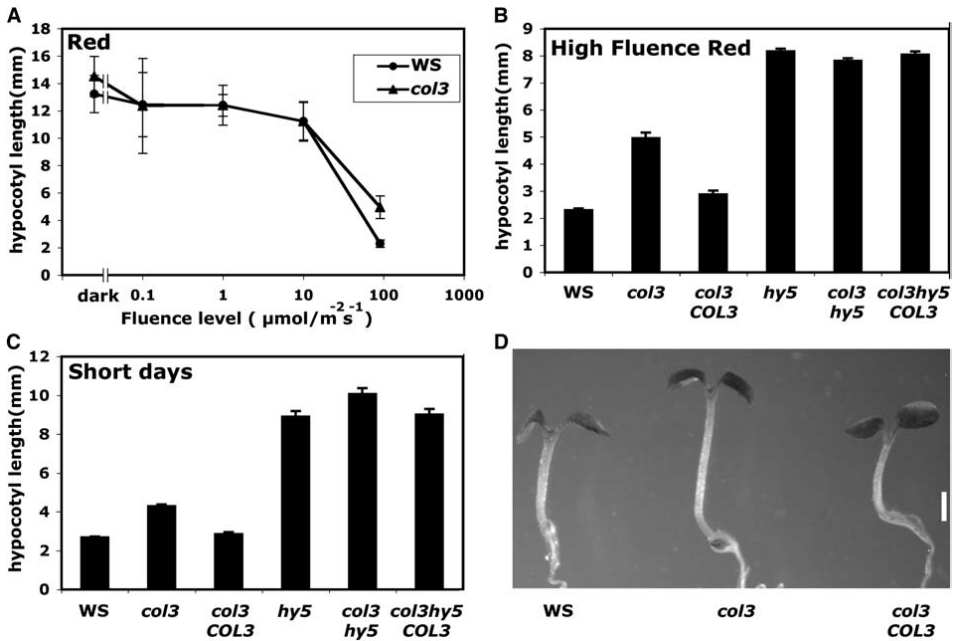 A
Red
WS
col3
hypocotyl length(mm)
18
16
14
12
10
8
6
4
2
0
dark 0.1 1 10 100 1000
Fluence level ( µmol/m⁻²s⁻¹)
B
High Fluence Red
hypocotyl length(mm)
9
8
7
6
5
4
3
2
1
0
WS col3 col3 hy5 col3 col3hy5
COL3 hy5 COL3
C
Short days
hypocotyl length(mm)
12
10
8
6
4
2
0
WS col3 col3 hy5 col3 col3hy5
COL3 hy5 COL3
D
WS col3 col3
COL3